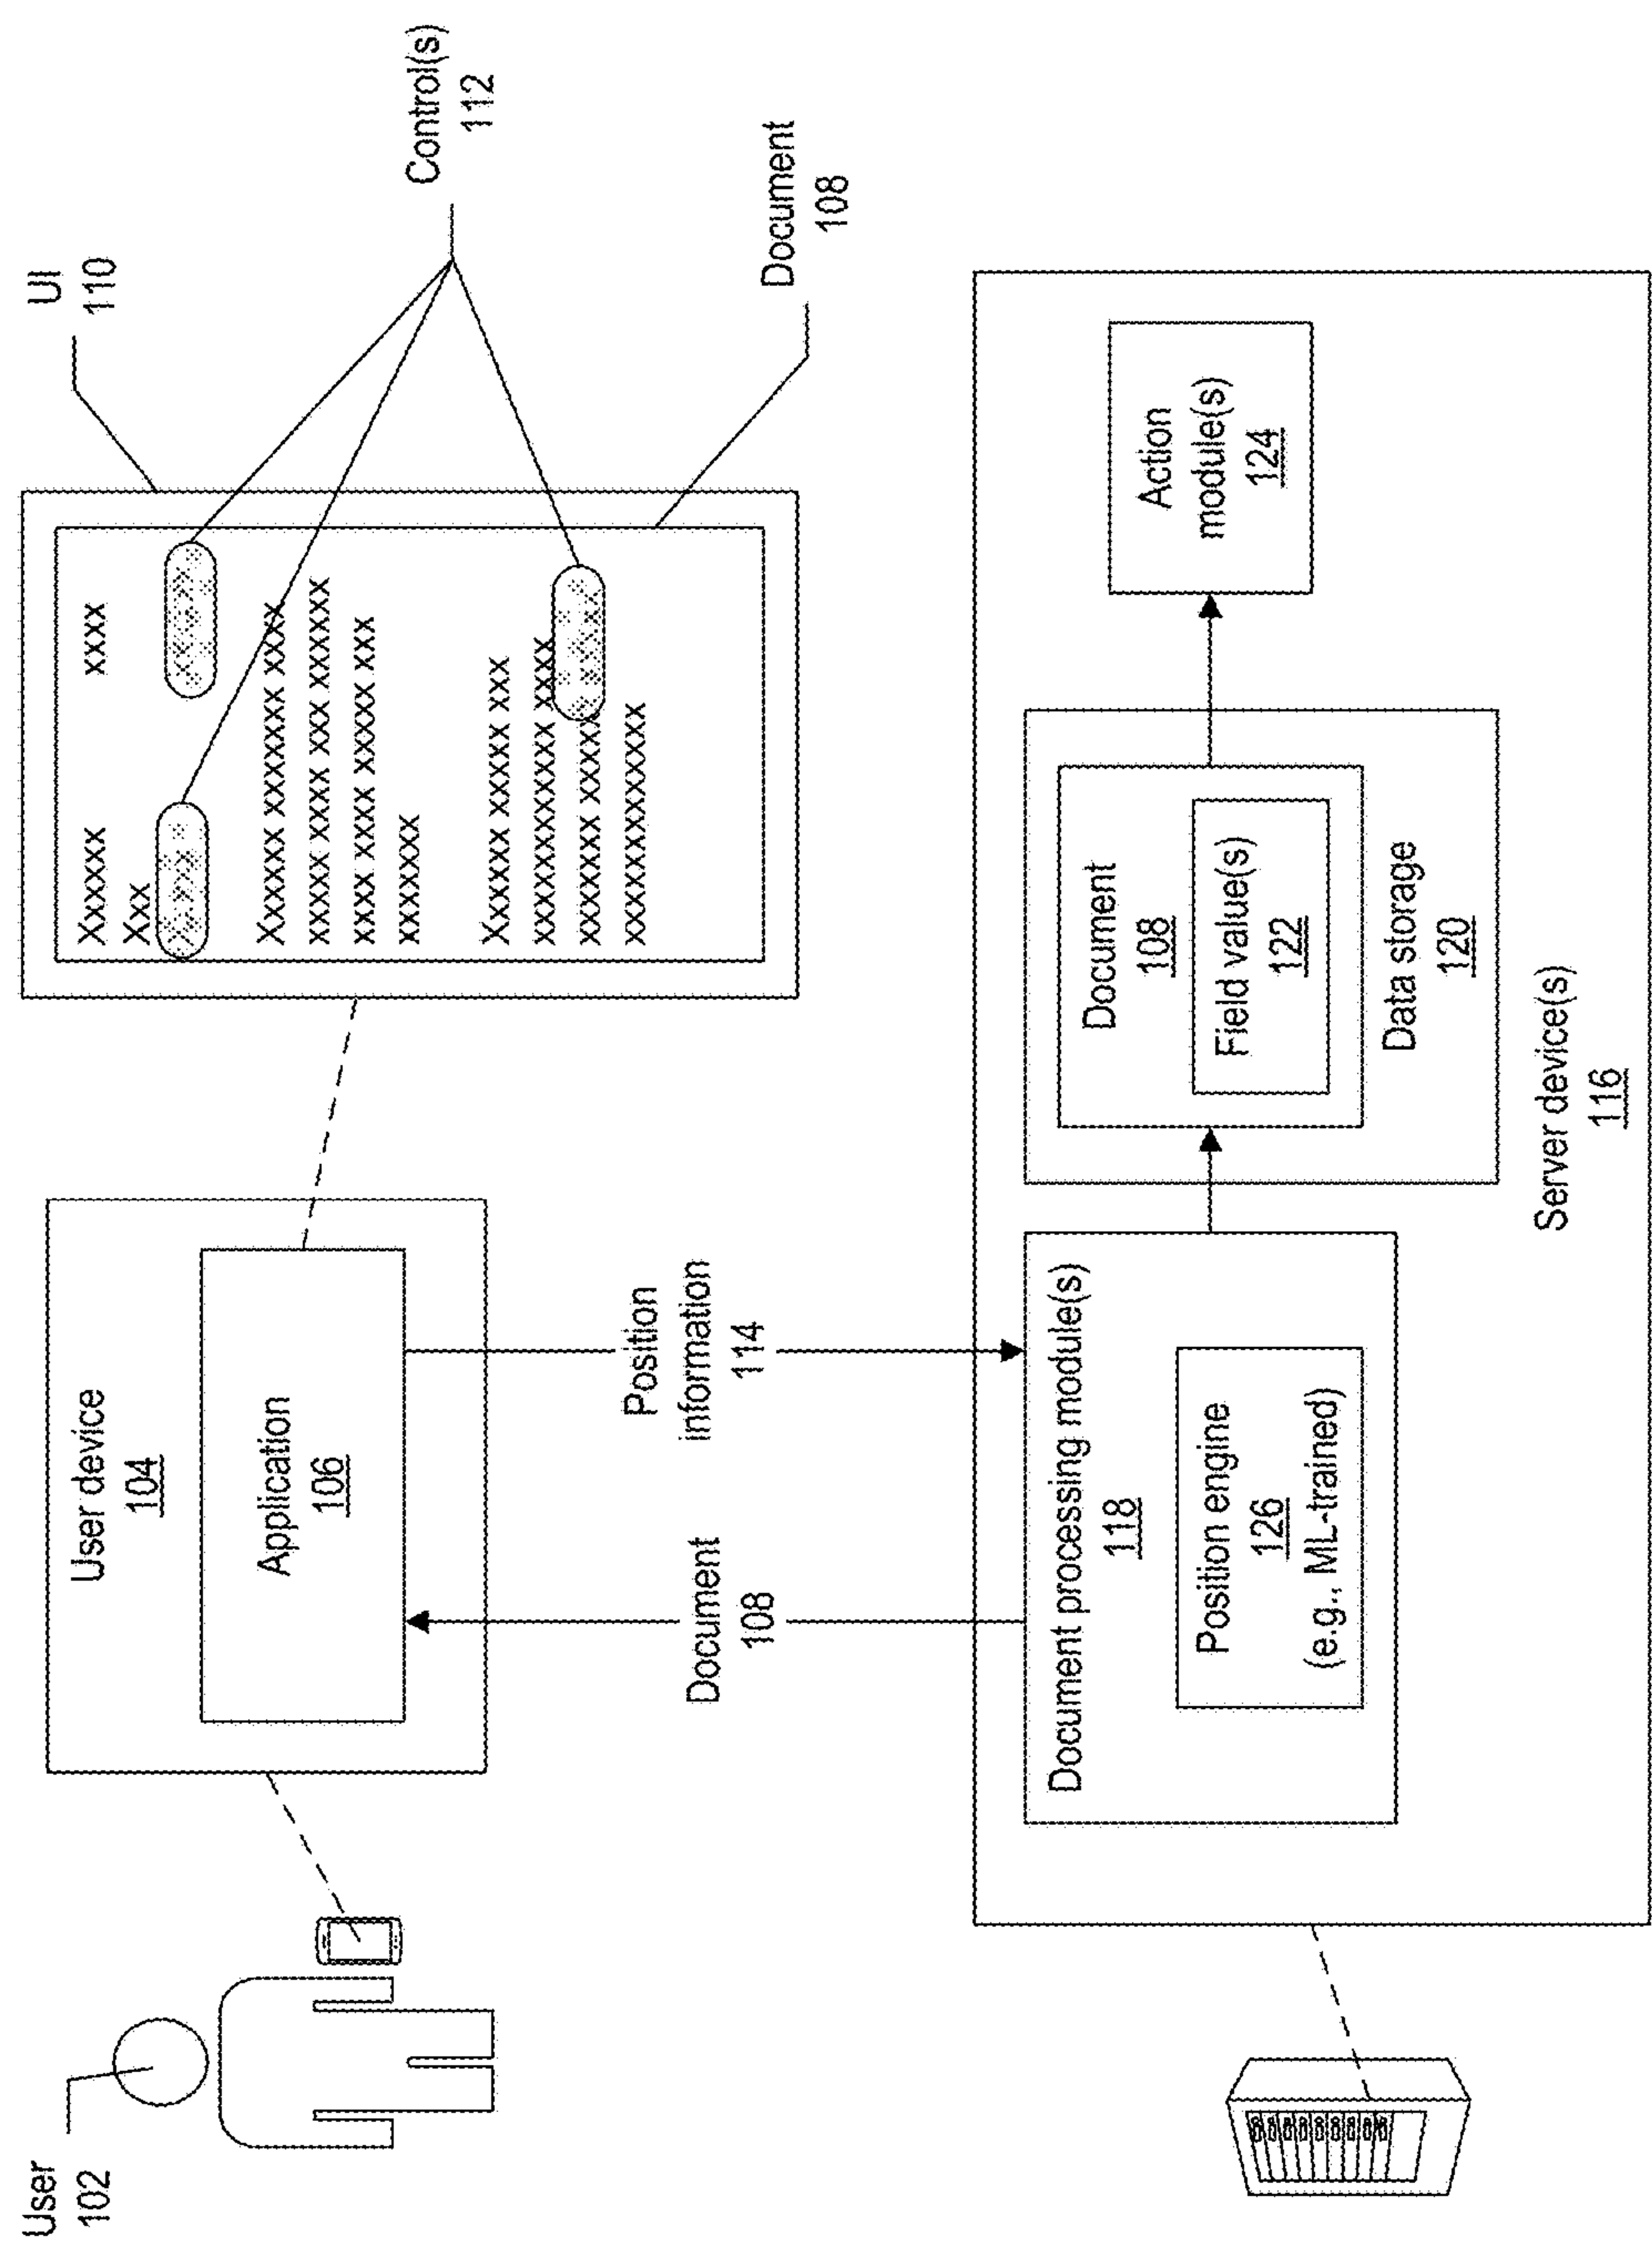 User
102
User device
104
Application
106
UI
110
Control(s)
112
Document
108
Xxxxxx xxxx
Xxx
Xxxxxx xxxxxxx xxxx
xxxxx xxxx xxx xxxxxx
xxxx xxxx xxxxx xxx
xxxxxxx
Xxxxxx xxxxx xxx
Document
108
Position
information
114
Document processing module(s)
118
Position engine
126
(e.g., ML-trained)
Document
108
Field value(s)
122
Data storage
120
Action
module(s)
124
Server device(s)
116